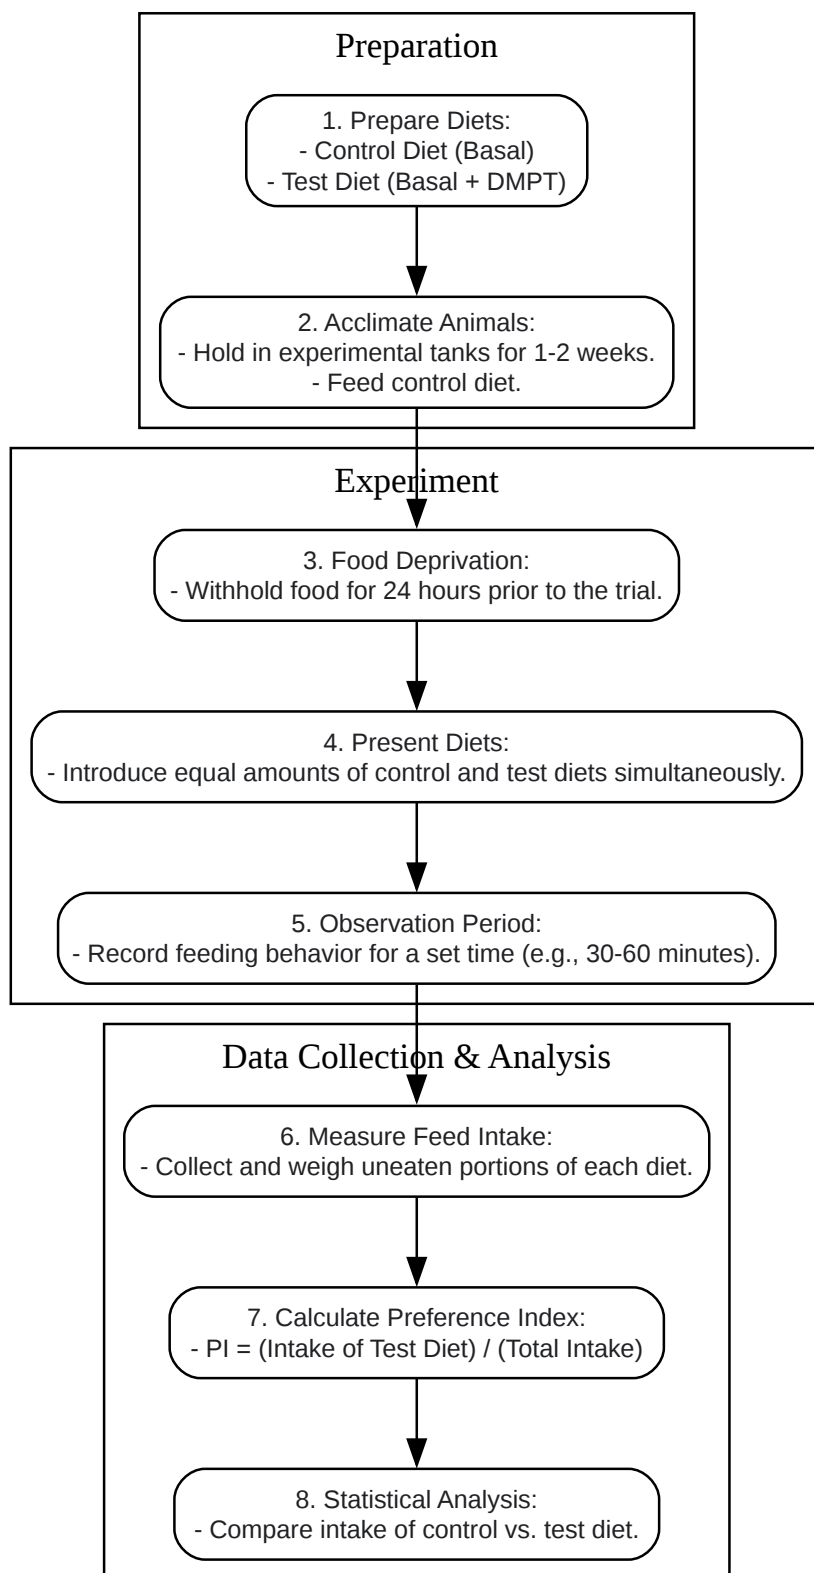 Preparation
1. Prepare Diets:
- Control Diet (Basal)
- Test Diet (Basal + DMPT)
2. Acclimate Animals:
- Hold in experimental tanks for 1-2 weeks.
- Feed control diet.
Experiment
3. Food Deprivation:
- Withhold food for 24 hours prior to the trial.
4. Present Diets:
- Introduce equal amounts of control and test diets simultaneously.
5. Observation Period:
- Record feeding behavior for a set time (e.g., 30-60 minutes).
Data Collection & Analysis
6. Measure Feed Intake:
- Collect and weigh uneaten portions of each diet.
7. Calculate Preference Index:
- PI = (Intake of Test Diet) / (Total Intake)
8. Statistical Analysis:
- Compare intake of control vs. test diet.